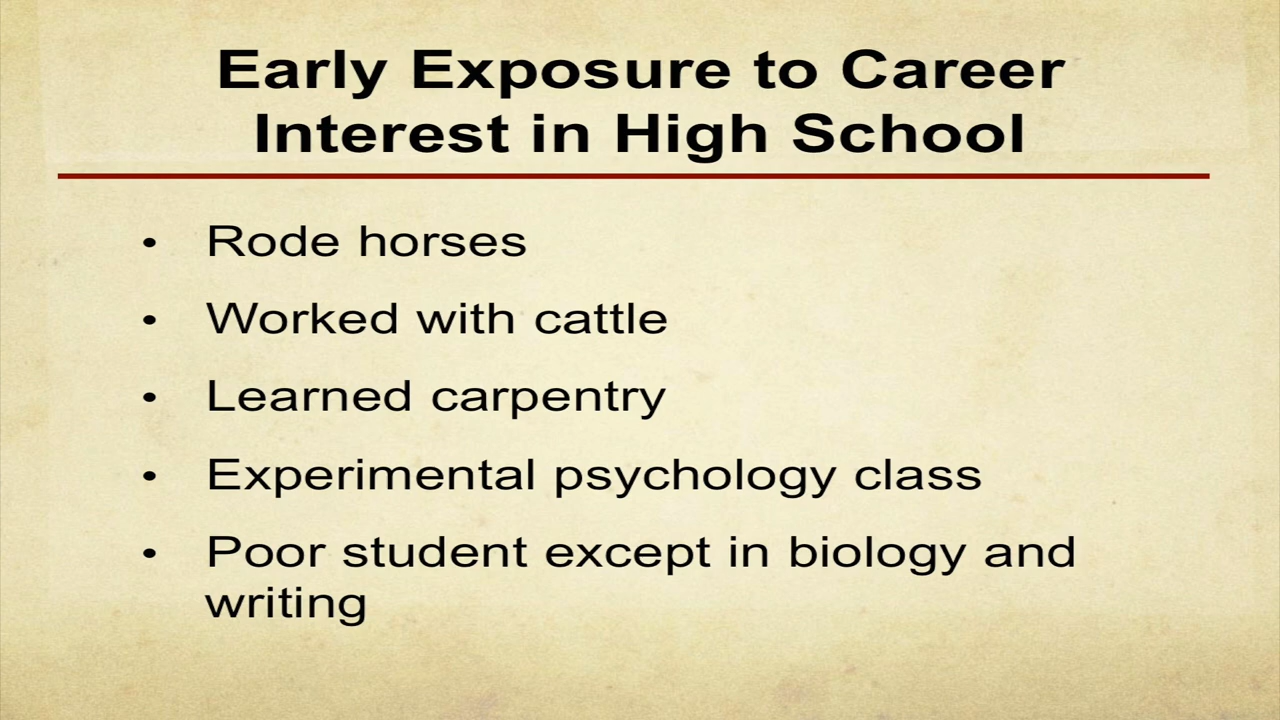 Early Exposure to Career
Interest in High School
• Rode horses
• Worked with cattle
• Learned carpentry
• Experimental psychology class
• Poor student except in biology and
writing